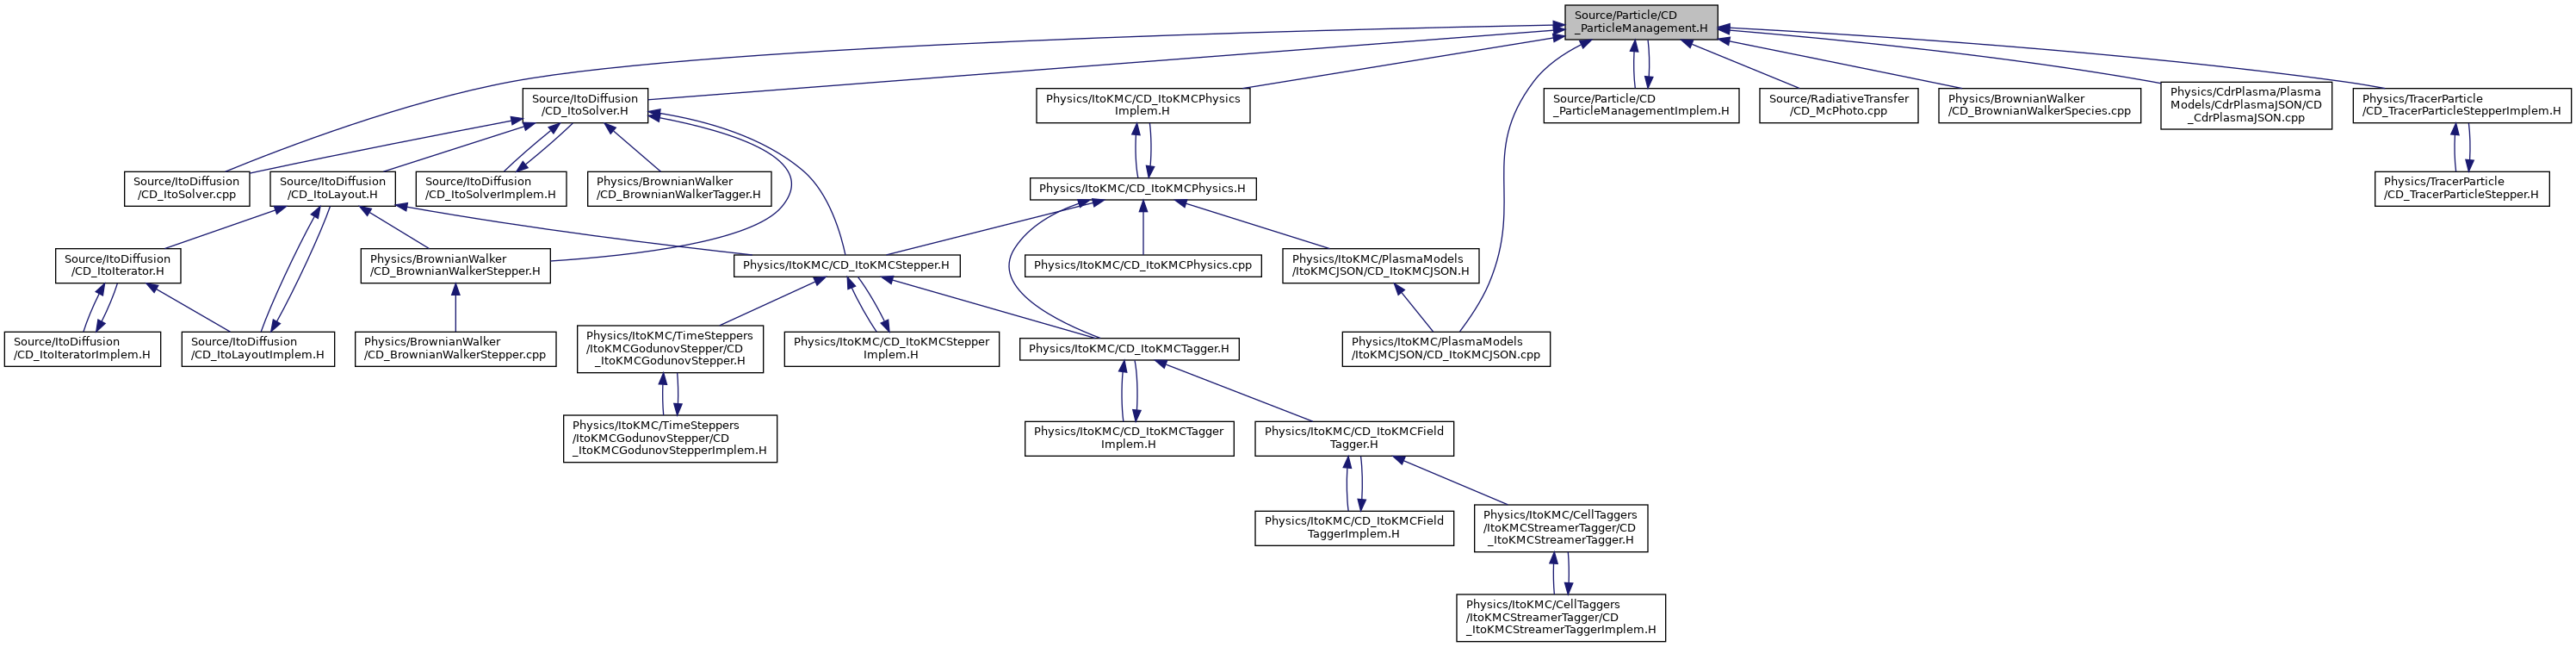 Source/Particle/CD
_ParticleManagement.H
Source/ItoDiffusion
/CD_ItoSolver.H
Physics/ItoKMC/CD_ItoKMCPhysics
Implem.H
Source/Particle/CD
_ParticleManagementImplem.H
Source/RadiativeTransfer
/CD_McPhoto.cpp
Physics/BrownianWalker
/CD_BrownianWalkerSpecies.cpp
Physics/CdrPlasma/Plasma
Models/CdrPlasmaJSON/CD
_CdrPlasmaJSON.cpp
Physics/TracerParticle
/CD_TracerParticleStepperImplem.H
Source/ItoDiffusion
/CD_ItoSolver.cpp
Source/ItoDiffusion
/CD_ItoLayout.H
Source/ItoDiffusion
/CD_ItoSolverImplem.H
Physics/BrownianWalker
/CD_BrownianWalkerTagger.H
Physics/ItoKMC/CD_ItoKMCPhysics.H
Physics/TracerParticle
/CD_TracerParticleStepper.H
Source/ItoDiffusion
/CD_ItoIterator.H
Physics/BrownianWalker
/CD_BrownianWalkerStepper.H
Physics/ItoKMC/CD_ItoKMCStepper.H
Physics/ItoKMC/CD_ItoKMCPhysics.cpp
Physics/ItoKMC/PlasmaModels
/ItoKMCJSON/CD_ItoKMCJSON.H
Source/ItoDiffusion
/CD_ItoIteratorImplem.H
Source/ItoDiffusion
/CD_ItoLayoutImplem.H
Physics/BrownianWalker
/CD_BrownianWalkerStepper.cpp
Physics/ItoKMC/TimeSteppers
/ItoKMCGodunovStepper/CD
_ItoKMCGodunovStepper.H
Physics/ItoKMC/CD_ItoKMCStepper
Implem.H
Physics/ItoKMC/CD_ItoKMCTagger.H
Physics/ItoKMC/PlasmaModels
/ItoKMCJSON/CD_ItoKMCJSON.cpp
Physics/ItoKMC/TimeSteppers
/ItoKMCGodunovStepper/CD
_ItoKMCGodunovStepperImplem.H
Physics/ItoKMC/CD_ItoKMCTagger
Implem.H
Physics/ItoKMC/CD_ItoKMCField
Tagger.H
Physics/ItoKMC/CD_ItoKMCField
TaggerImplem.H
Physics/ItoKMC/CellTaggers
/ItoKMCStreamerTagger/CD
_ItoKMCStreamerTagger.H
Physics/ItoKMC/CellTaggers
/ItoKMCStreamerTagger/CD
_ItoKMCStreamerTaggerImplem.H